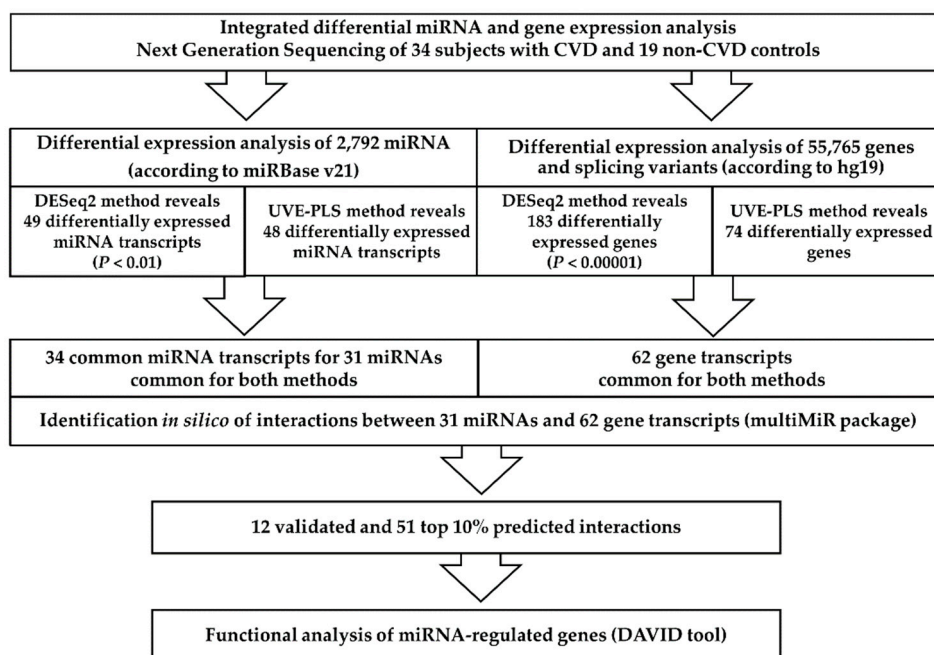 Integrated differential miRNA and gene expression analysis
Next Generation Sequencing of 34 subjects with CVD and 19 non-CVD controls
Differential expression analysis of 2,792 miRNA
(according to miRBase v21)
Differential expression analysis of 55,765 genes
and splicing variants (according to hg19)
DESeq2 method reveals
49 differentially expressed
miRNA transcripts
(P < 0.01)
UVE-PLS method reveals
48 differentially expressed
miRNA transcripts
DESeq2 method reveals
183 differentially
expressed genes
(P < 0.00001)
UVE-PLS method reveals
74 differentially expressed
genes
34 common miRNA transcripts for 31 miRNAs
common for both methods
62 gene transcripts
common for both methods
Identification in silico of interactions between 31 miRNAs and 62 gene transcripts (multiMiR package)
12 validated and 51 top 10% predicted interactions
Functional analysis of miRNA-regulated genes (DAVID tool)